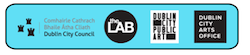 Comhairle Cathrach
Bhaile Átha Cliath
Dublin City Council
the
LAB
DUBLIN
CITY
PUBLIC
ART
DUBLIN
CITY
ARTS
OFFICE